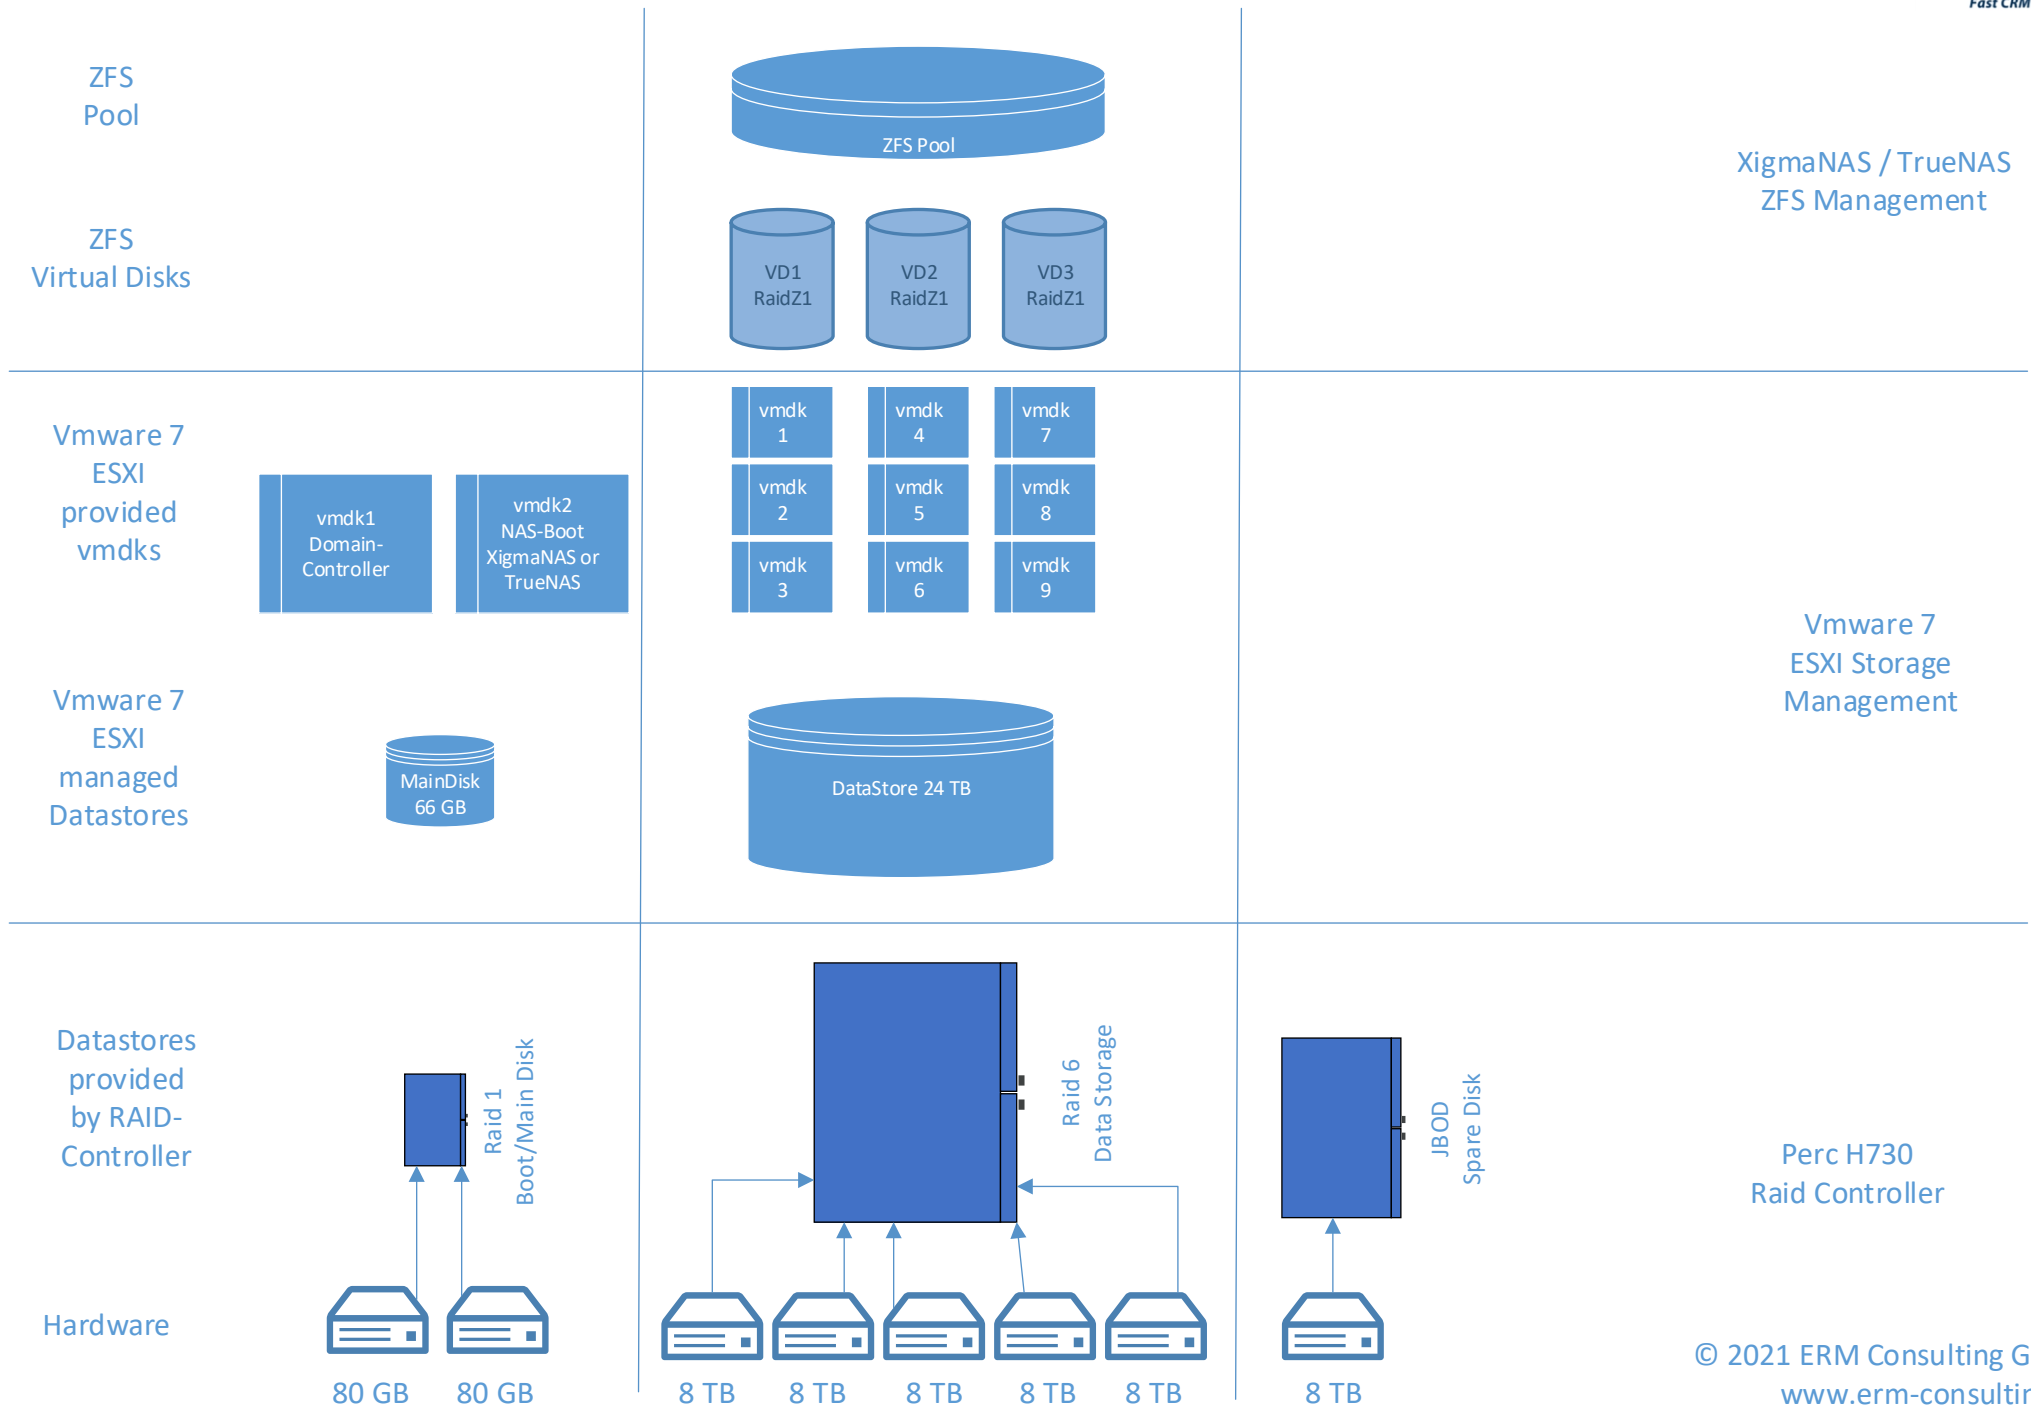 Fast CRM
ZFS
Pool
ZFS Pool
XigmaNAS / TrueNAS
ZFS Management
ZFS
Virtual Disks
VD1
RaidZ1
VD2
RaidZ1
VD3
RaidZ1
Vmware 7
ESXI
provided
vmdks
vmdk1
Domain-
Controller
vmdk2
NAS-Boot
XigmaNAS or
TrueNAS
vmdk
1
vmdk
4
vmdk
7
vmdk
2
vmdk
5
vmdk
8
vmdk
3
vmdk
6
vmdk
9
Vmware 7
ESXI Storage
Management
Vmware 7
ESXI
managed
Datastores
MainDisk
66 GB
DataStore 24 TB
Datastores
provided
by RAID-
Controller
Raid 1
Boot/Main Disk
Raid 6
Data Storage
JBOD
Spare Disk
Perc H730
Raid Controller
Hardware
80 GB
80 GB
8 TB
8 TB
8 TB
8 TB
8 TB
8 TB
© 2021 ERM Consulting G
www.erm-consultin